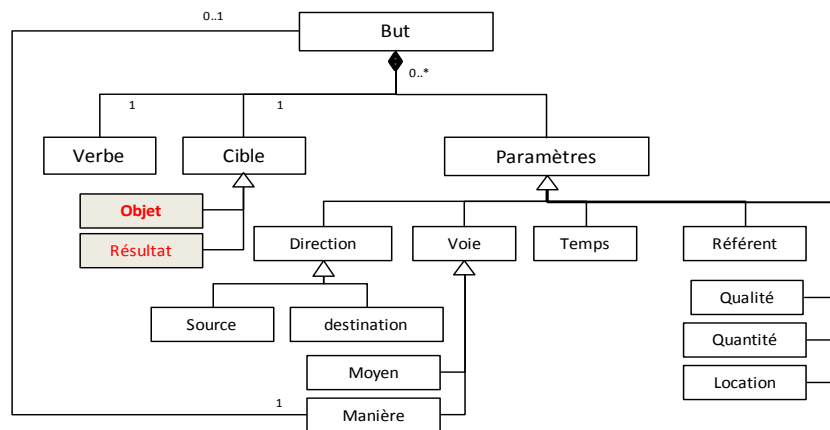 0..1
But
0..*
1
1
Verbe
Cible
Paramètres
Objet
Résultat
Direction
Voie
Temps
Référent
Source
destination
Qualité
Quantité
Moyen
Location
1
Manière